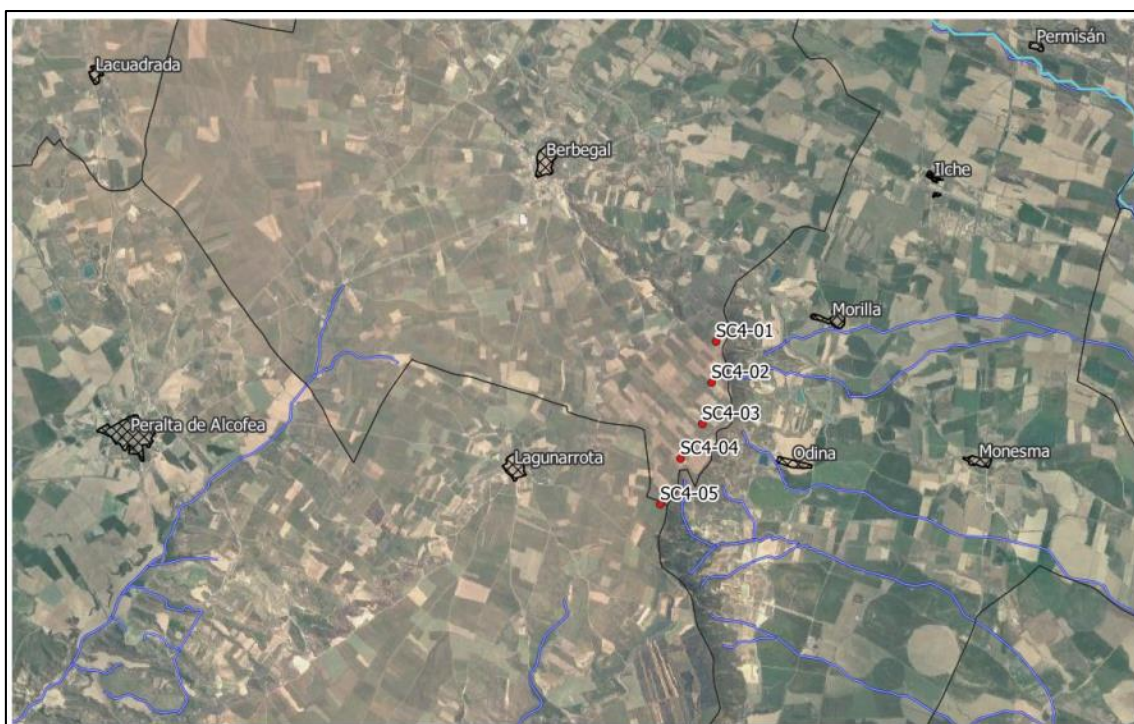 Permisán
Lacuadrada
Berbegal
Ilche
Morilla
SC4-01
SC4-02
SC4-03
Peralta de Alcofea
SC4-04
Lagunarrota
Odina
Monesma
SC4-05